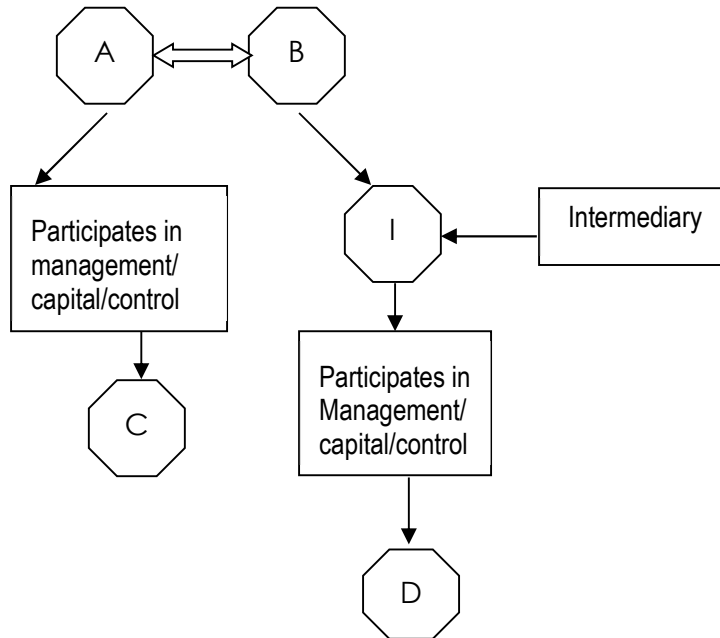 A
B
Participates in
management/
capital/control
I
Intermediary
C
Participates in
Management/
capital/control
D